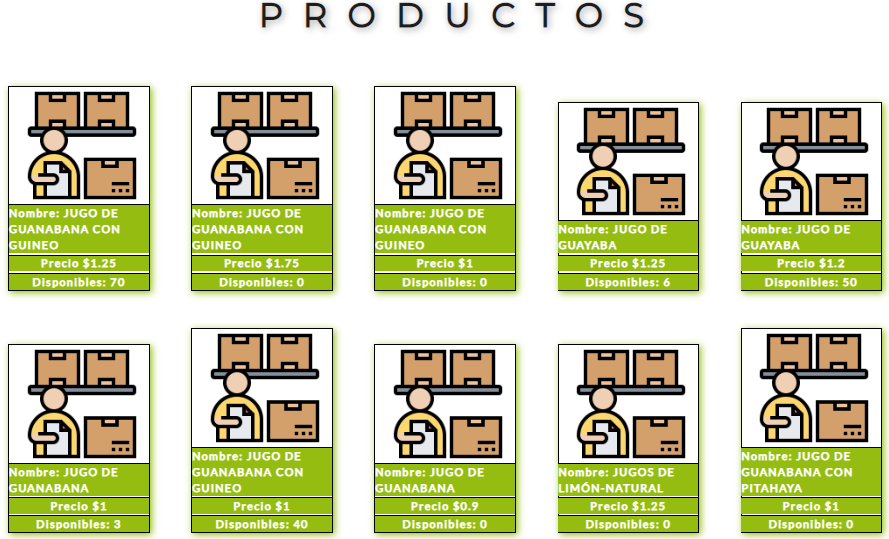 PRODUCTOS
Nombre: JUGO DE
GUANABANA CON
GUINEO
Precio $1.25
Disponibles: 70
Nombre: JUGO DE
GUANABANA CON
GUINEO
Precio $1.75
Disponibles: 0
Nombre: JUGO DE
GUANABANA CON
GUINEO
Precio $1
Disponibles: 0
Nombre: JUGO DE
GUAYABA
Precio $1.25
Disponibles: 6
Nombre: JUGO DE
GUAYABA
Precio $1.2
Disponibles: 50
Nombre: JUGO DE
GUANABANA
Precio $1
Disponibles: 3
Nombre: JUGO DE
GUANABANA CON
GUINEO
Precio $1
Disponibles: 40
Nombre: JUGO DE
GUANABANA
Precio $0.9
Disponibles: 0
Nombre: JUGOS DE
LIMÓN-NATURAL
Precio $1.25
Disponibles: 0
Nombre: JUGO DE
GUANABANA CON
PITAHAYA
Precio $1
Disponibles: 0